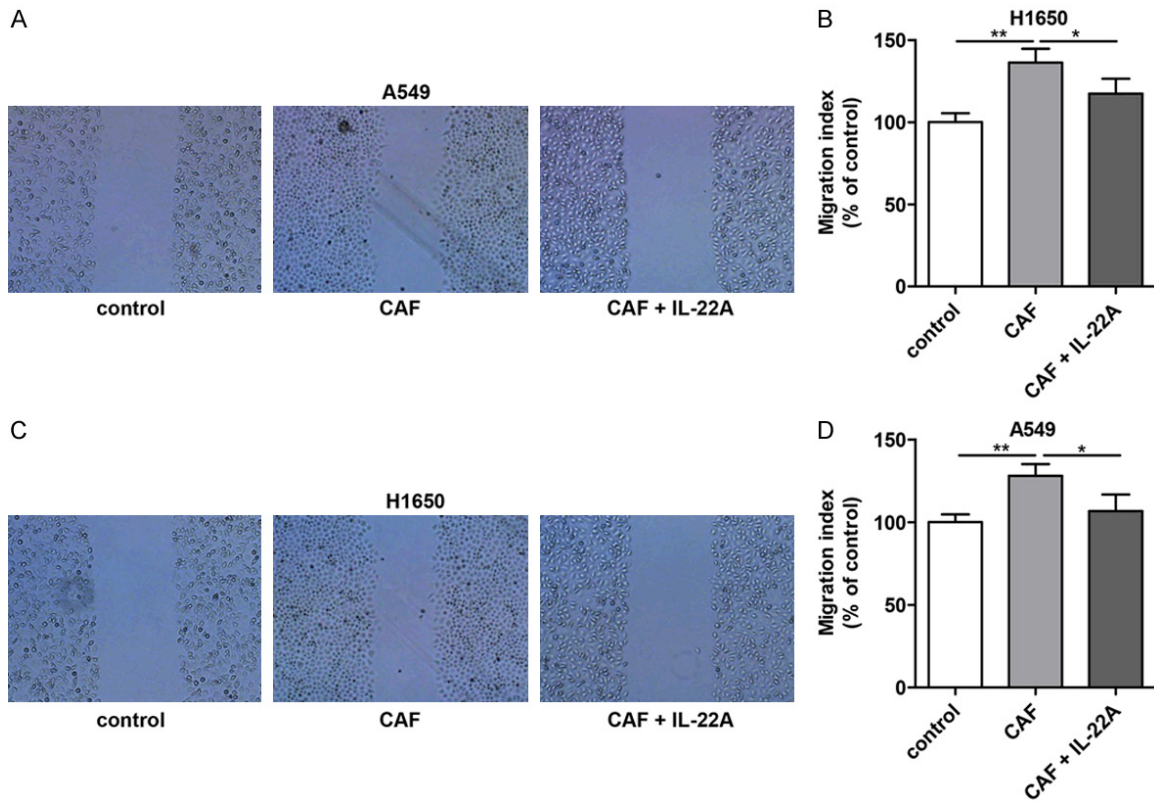 A
A549
control
CAF
CAF + IL-22A
B
H1650
**
*
Migration index
(% of control)
150
100
50
0
control
CAF
CAF + IL-22A
C
H1650
control
CAF
CAF + IL-22A
D
A549
**
*
Migration index
(% of control)
150
100
50
0
control
CAF
CAF + IL-22A